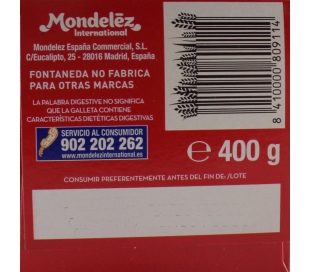 Mondelēz
International
Mondelez España Commercial, S.L.
C/Eucalipto, 25 - 28016 Madrid, España
FONTANEDA NO FABRICA
PARA OTRAS MARCAS
LA PALABRA DIGESTIVE NO SIGNIFICA
QUE LA GALLETA CONTIENE
CARACTERÍSTICAS DIETÉTICAS DIGESTIVAS
SERVICIO AL CONSUMIDOR
902 202 262
www.mondelezinternational.es
8 410000 809114
℮ 400 g
CONSUMIR PREFERENTEMENTE ANTES DEL FIN DE: /LOTE